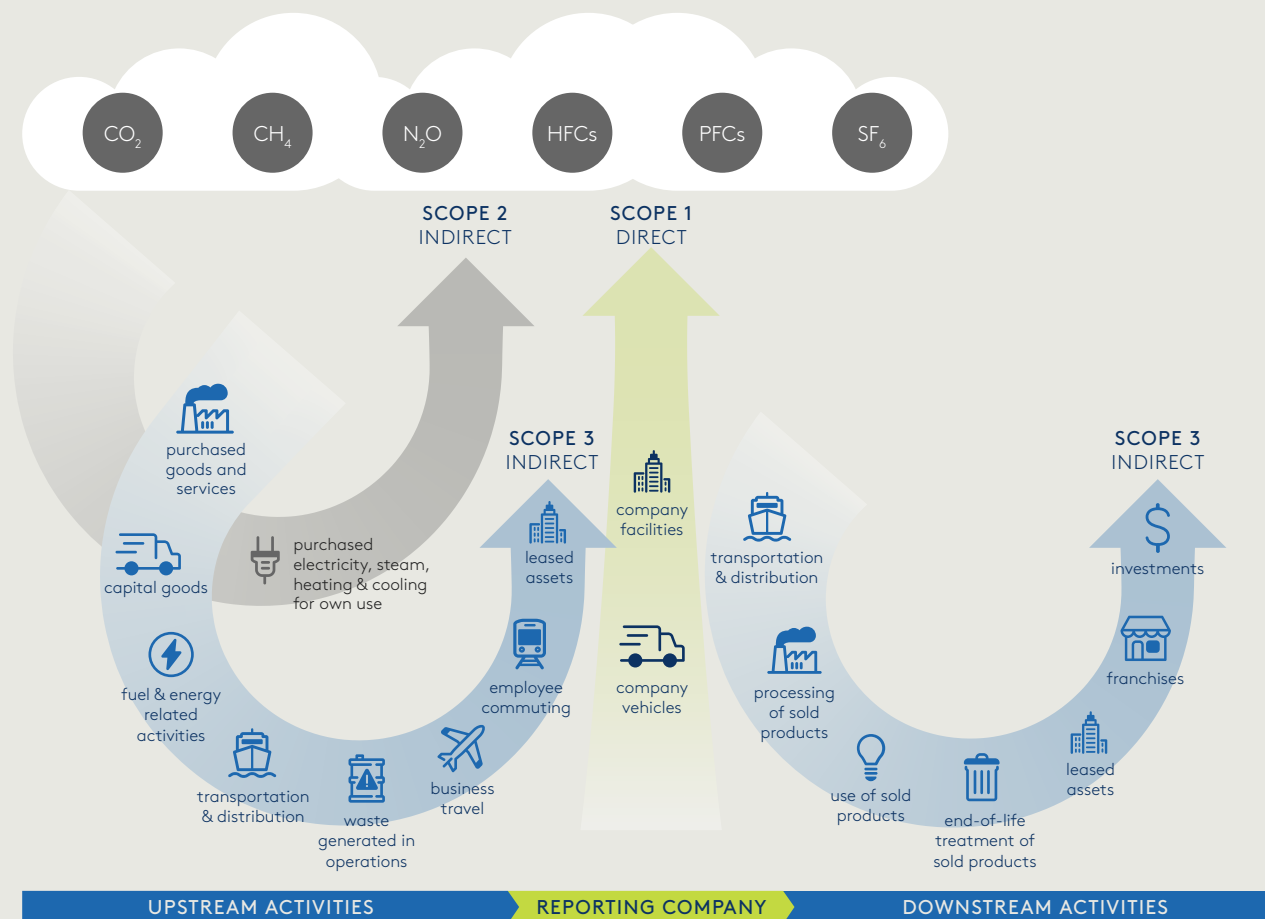 CO₂
CH₄
N₂O
HFCs
PFCs
SF₆
SCOPE 2
INDIRECT
SCOPE 1
DIRECT
purchased
goods and
services
capital goods
fuel & energy
related
activities
transportation
& distribution
waste
generated in
operations
business
travel
employee
commuting
leased
assets
SCOPE 3
INDIRECT
purchased
electricity, steam,
heating & cooling
for own use
company
facilities
company
vehicles
transportation
& distribution
processing
of sold
products
use of sold
products
end-of-life
treatment of
sold products
leased
assets
franchises
investments
SCOPE 3
INDIRECT
UPSTREAM ACTIVITIES
REPORTING COMPANY
DOWNSTREAM ACTIVITIES